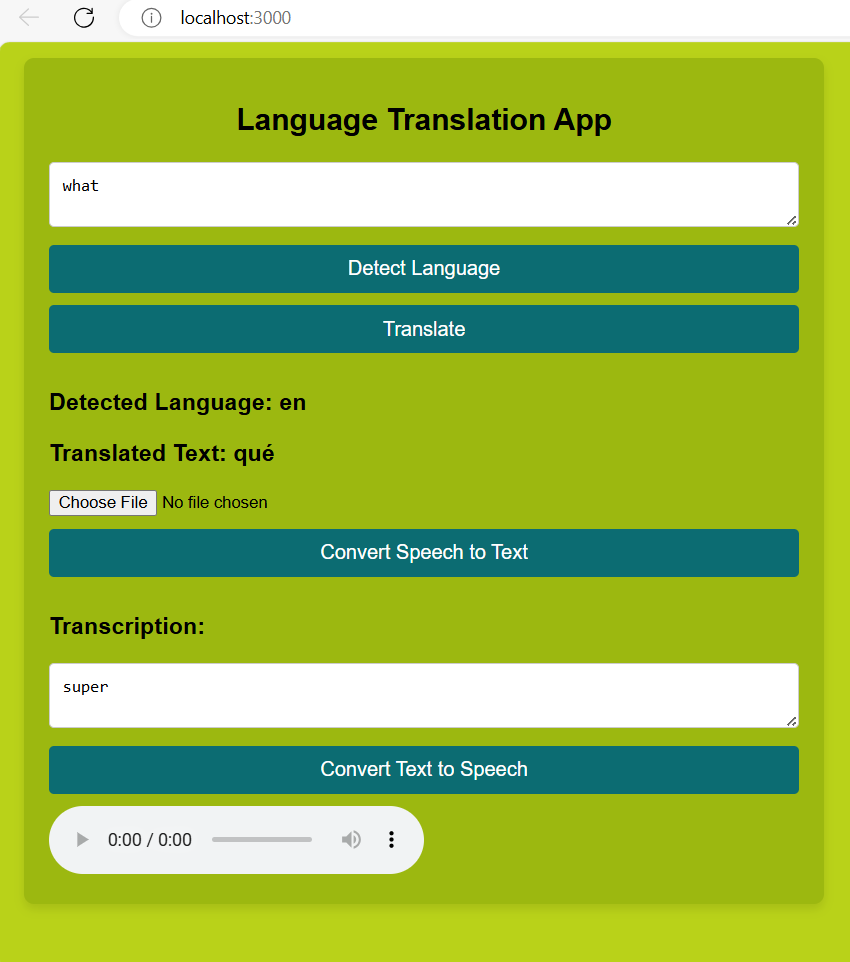 localhost:3000
Language Translation App
what
Detect Language
Translate
Detected Language: en
Translated Text: qué
Choose File No file chosen
Convert Speech to Text
Transcription:
super
Convert Text to Speech
0:00 / 0:00